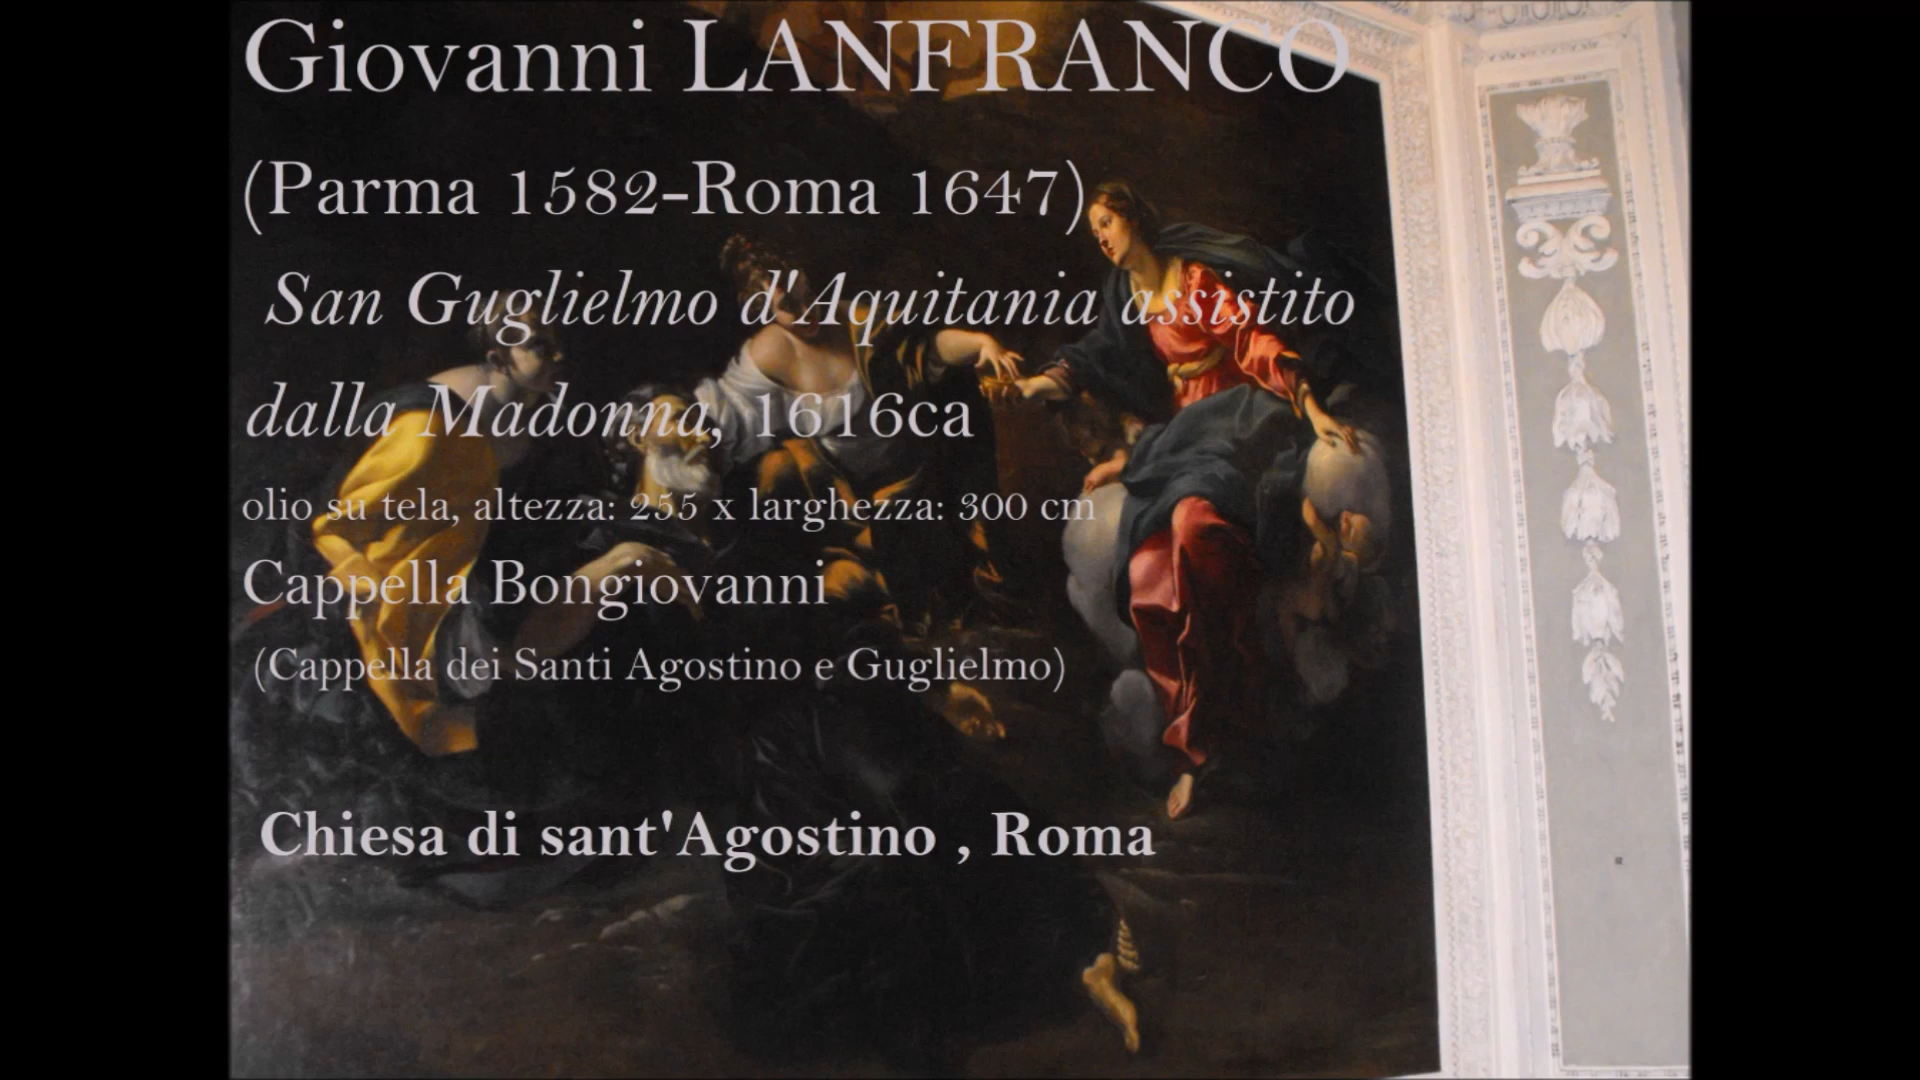 Giovanni LANFRANCO
(Parma 1582-Roma 1647)
San Guglielmo d'Aquitania assistito
dalla Madonna, 1616ca
olio su tela, altezza: 255 x larghezza: 300 cm
Cappella Bongiovanni
(Cappella dei Santi Agostino e Guglielmo)
Chiesa di sant'Agostino , Roma